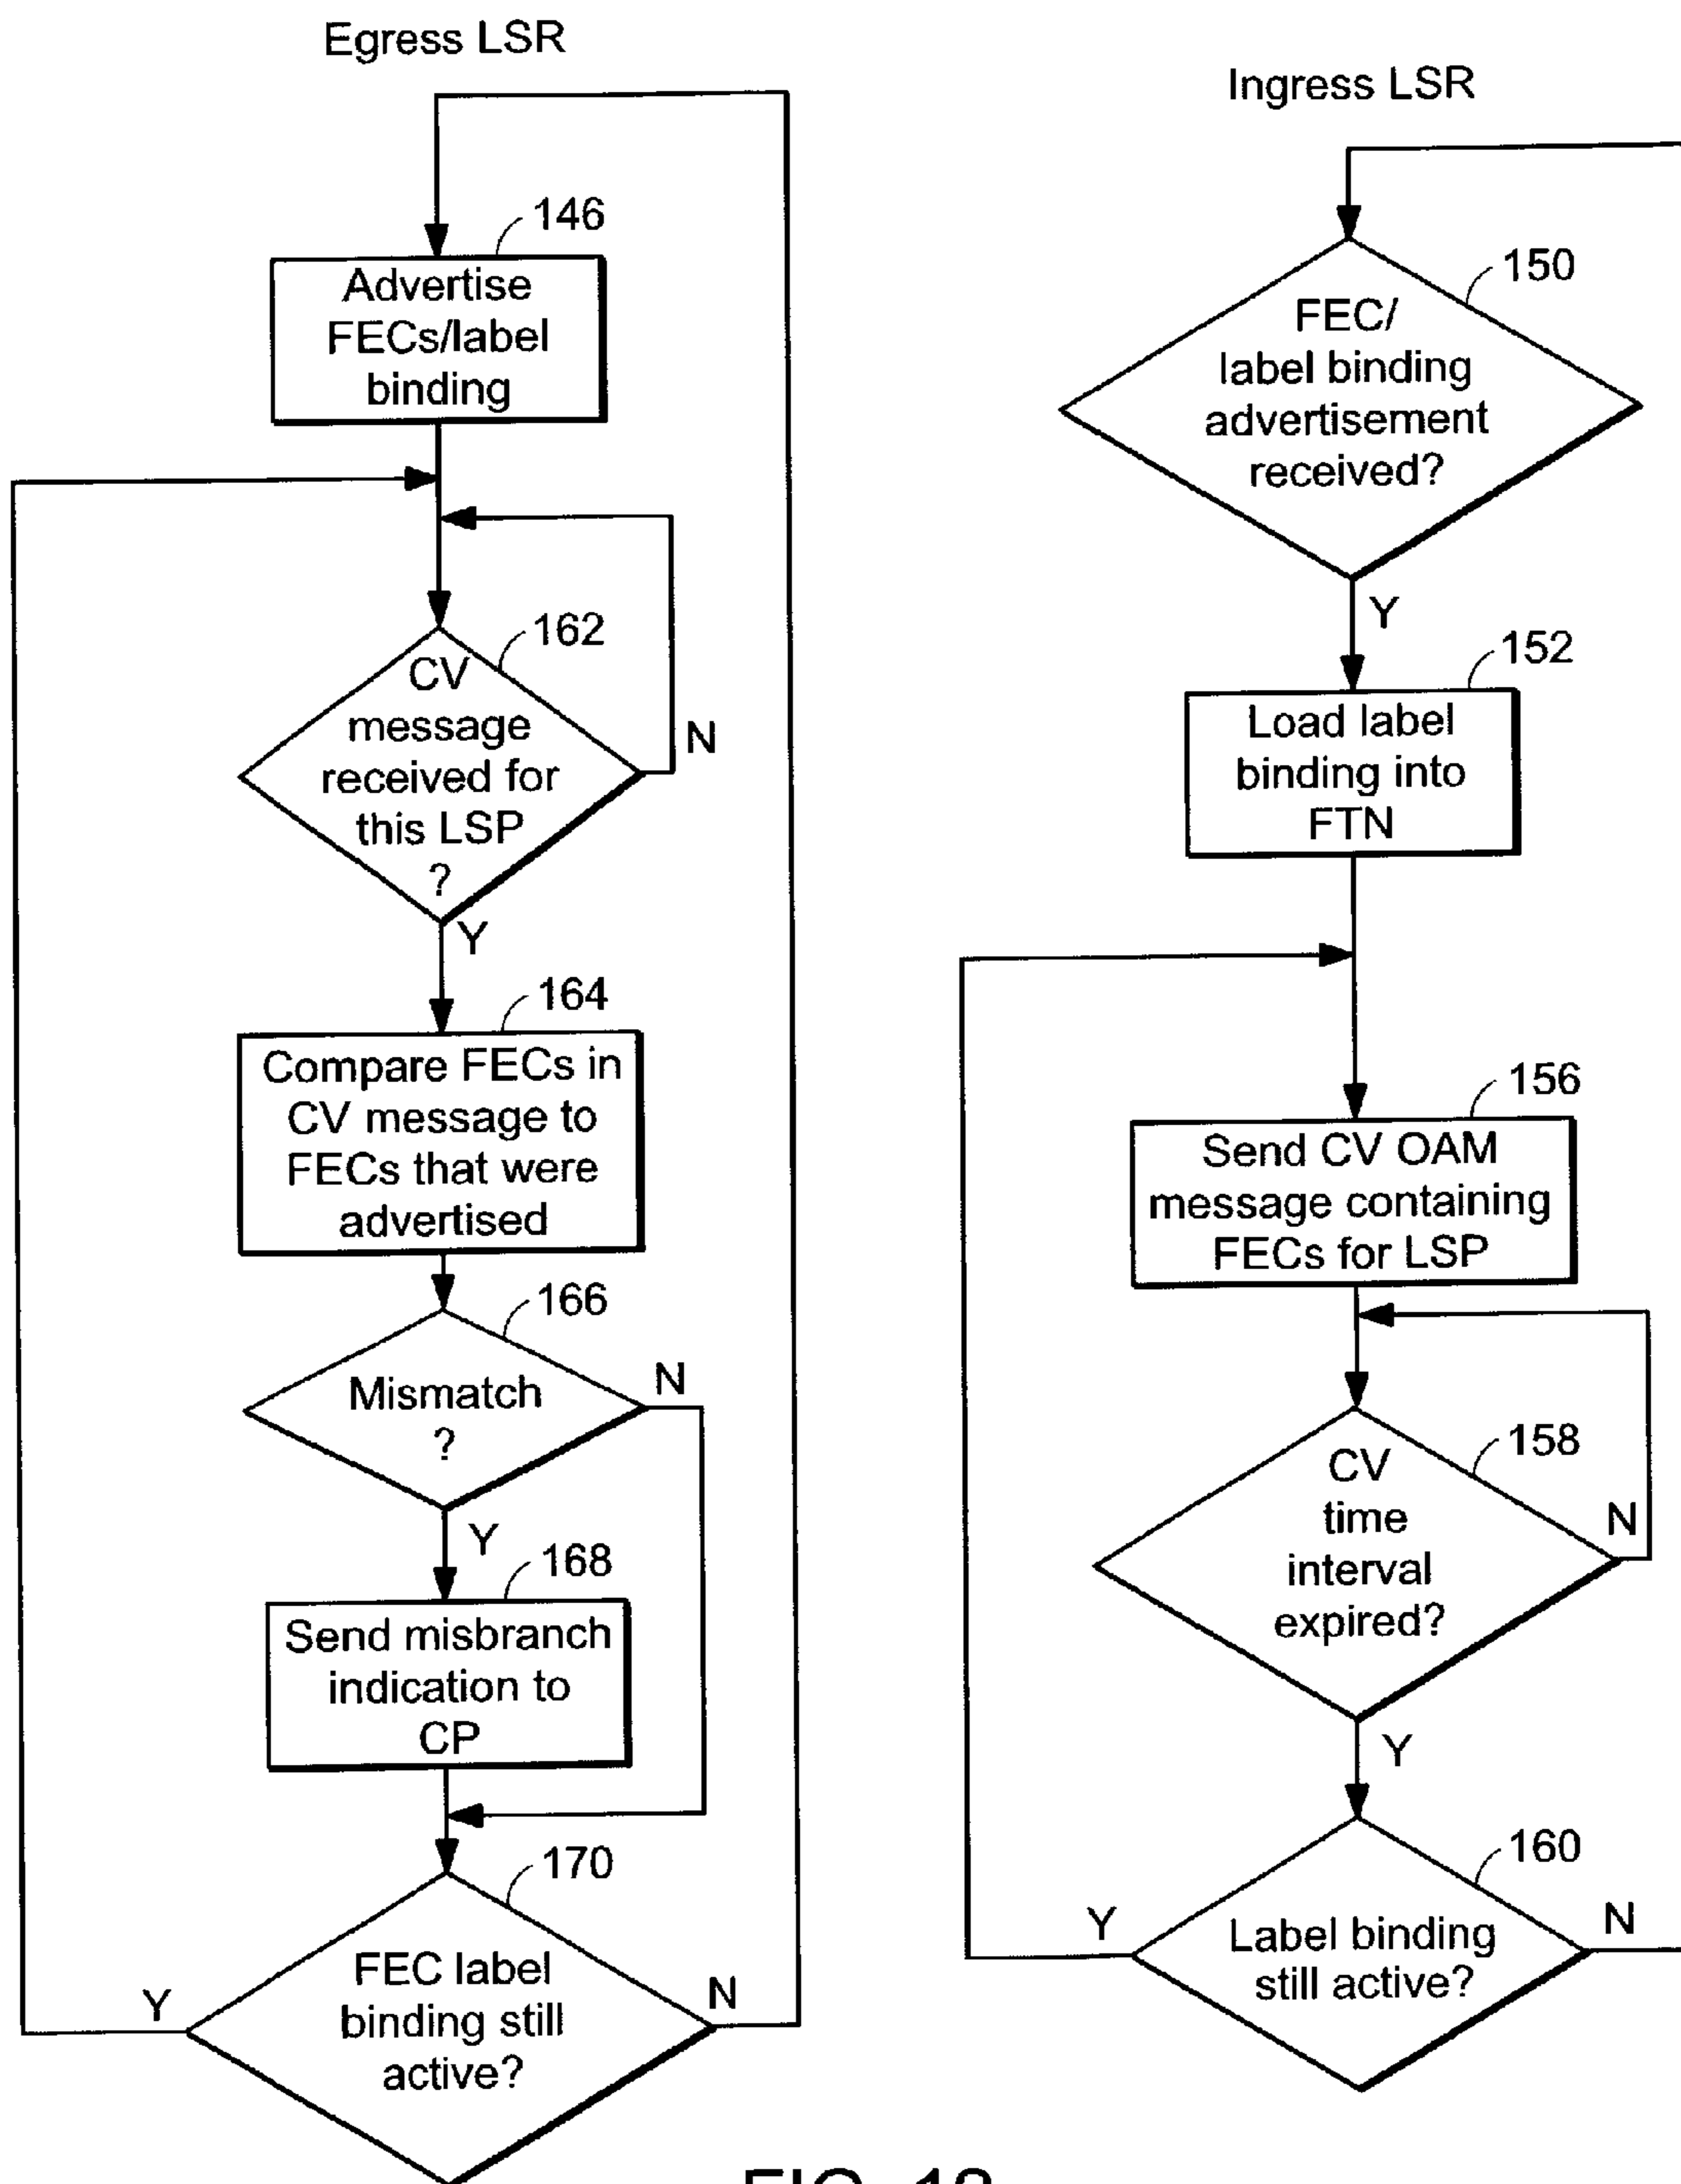 Egress LSR
146
Advertise
FECs/label
binding
162
CV
message
received for
this LSP
?
N
Y
164
Compare FECs in
CV message to
FECs that were
advertised
166
Mismatch
?
N
Y
168
Send misbranch
indication to
CP
170
FEC label
binding still
active?
Y
N
Ingress LSR
150
FEC/
label binding
advertisement
received?
Y
152
Load label
binding into
FTN
156
Send CV OAM
message containing
FECs for LSP
158
CV
time
interval
expired?
N
Y
160
Label binding
still active?
Y
N